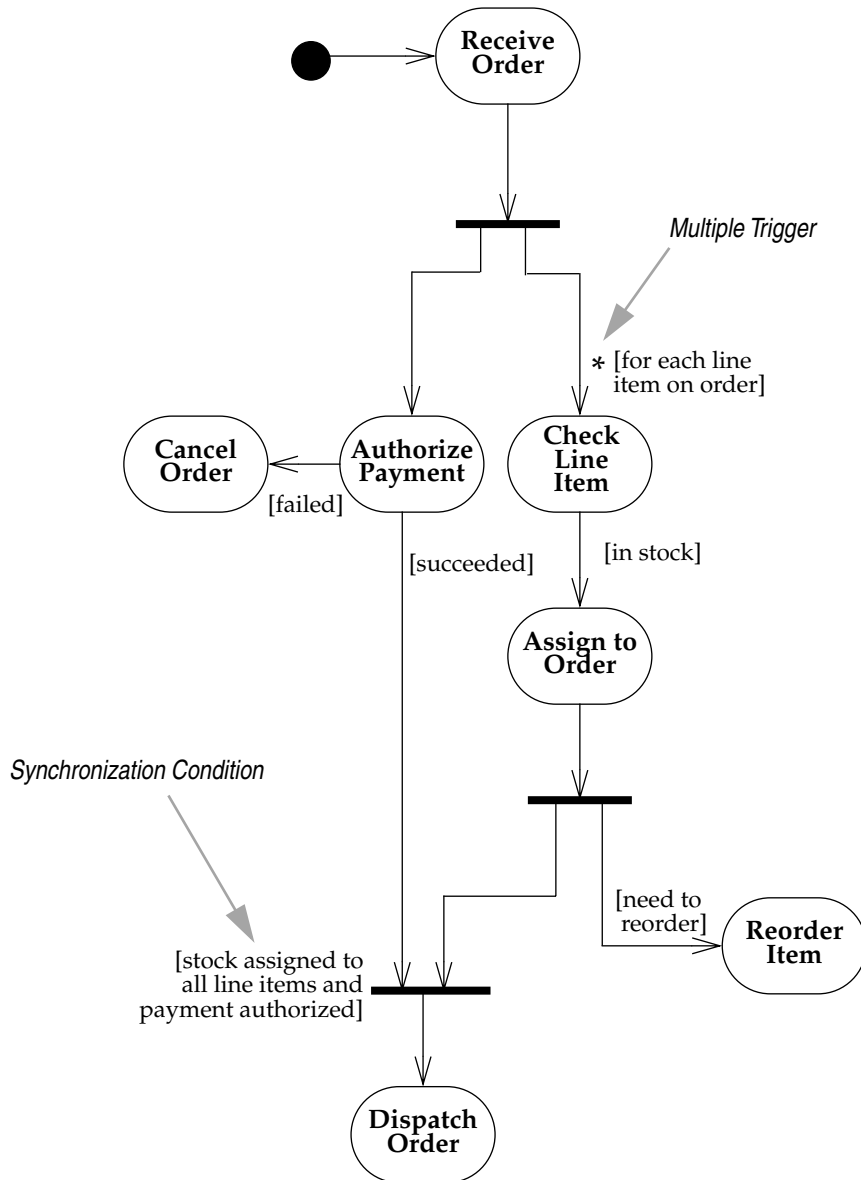 Receive
Order
Multiple Trigger
* [for each line
item on order]
Cancel
Order
Authorize
Payment
Check
Line
Item
[failed]
[succeeded]
[in stock]
Assign to
Order
Synchronization Condition
[need to
reorder]
Reorder
Item
[stock assigned to
all line items and
payment authorized]
Dispatch
Order